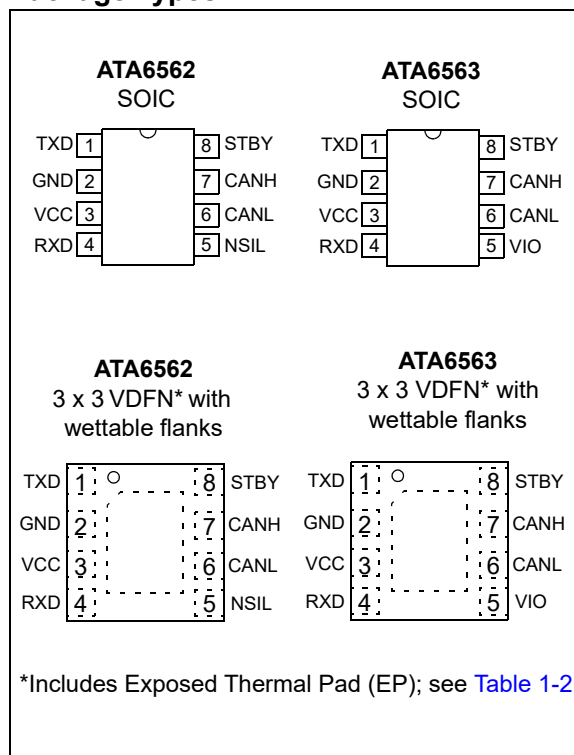 ATA6562
SOIC
TXD 1 8 STBY
GND 2 7 CANH
VCC 3 6 CANL
RXD 4 5 NSIL
ATA6563
SOIC
TXD 1 8 STBY
GND 2 7 CANH
VCC 3 6 CANL
RXD 4 5 VIO
ATA6562
3 x 3 VDFN* with
wettable flanks
TXD 1 8 STBY
GND 2 7 CANH
VCC 3 6 CANL
RXD 4 5 NSIL
ATA6563
3 x 3 VDFN* with
wettable flanks
TXD 1 8 STBY
GND 2 7 CANH
VCC 3 6 CANL
RXD 4 5 VIO
*Includes Exposed Thermal Pad (EP); see Table 1-2